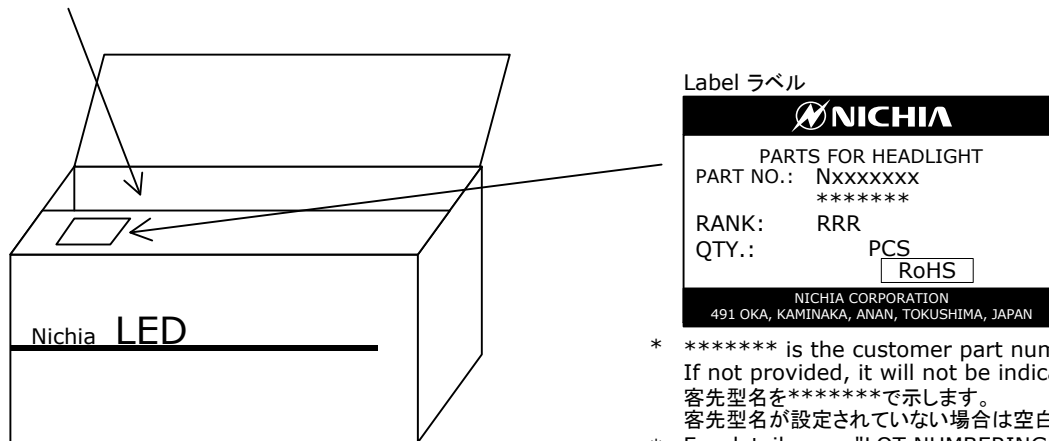 Label ラベル
NICHIA
PARTS FOR HEADLIGHT
PART NO.: Nxxxxxxx
*******
RANK: RRR
QTY.: PCS
RoHS
NICHIA CORPORATION
491 OKA, KAMINAKA, ANAN, TOKUSHIMA, JAPAN
Nichia LED
* ******* is the customer part
If not provided, it will not be
客先型名を*******で示します。
客先型名が設定されていない場合は空白